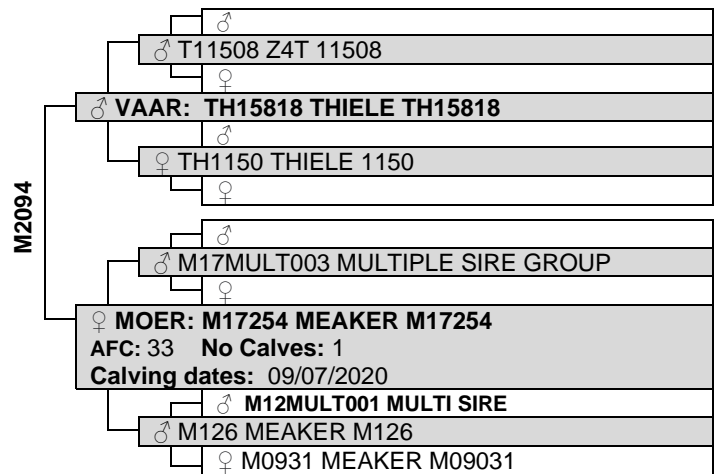 ♂
♂ T11508 Z4T 11508
♀
♂ VAAR: TH15818 THIELE TH15818
♂
♀ TH1150 THIELE 1150
♀
M2094
♂
♂ M17MULT003 MULTIPLE SIRE GROUP
♀
♀ MOER: M17254 MEAKER M17254
AFC: 33 No Calves: 1
Calving dates: 09/07/2020
♂ M12MULT001 MULTI SIRE
♂ M126 MEAKER M126
♀ M0931 MEAKER M09031